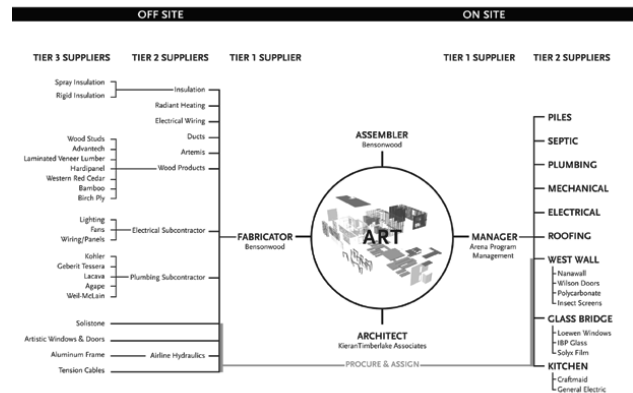 OFF SITE
ON SITE
TIER 3 SUPPLIERS
TIER 2 SUPPLIERS
TIER 1 SUPPLIER
TIER 1 SUPPLIER
TIER 2 SUPPLIERS
Spray Insulation
Rigid Insulation
Insulation
Radiant Heating
Electrical Wiring
Ducts
Artemis
Wood Studs
Advantech
Laminated Veneer Lumber
Hardipanel
Western Red Cedar
Bamboo
Birch Ply
Wood Products
Lighting
Fans
Wiring/Panels
Electrical Subcontractor
Kohler
Geberit Tessera
Lacava
Agape
Weil-McLain
Plumbing Subcontractor
Solistone
Artistic Windows & Doors
Aluminum Frame
Airline Hydraulics
Tension Cables
FABRICATOR
Bensonwood
ASSEMBLER
Bensonwood
ART
ARCHITECT
KieranTimberlake Associates
PROCURE & ASSIGN
MANAGER
Arena Program
Management
PILES
SEPTIC
PLUMBING
MECHANICAL
ELECTRICAL
ROOFING
WEST WALL
Nanawall
Wilson Doors
Polycarbonate
Insect Screens
GLASS BRIDGE
Loewen Windows
IBP Glass
Solyx Film
KITCHEN
Craftmaid
General Electric